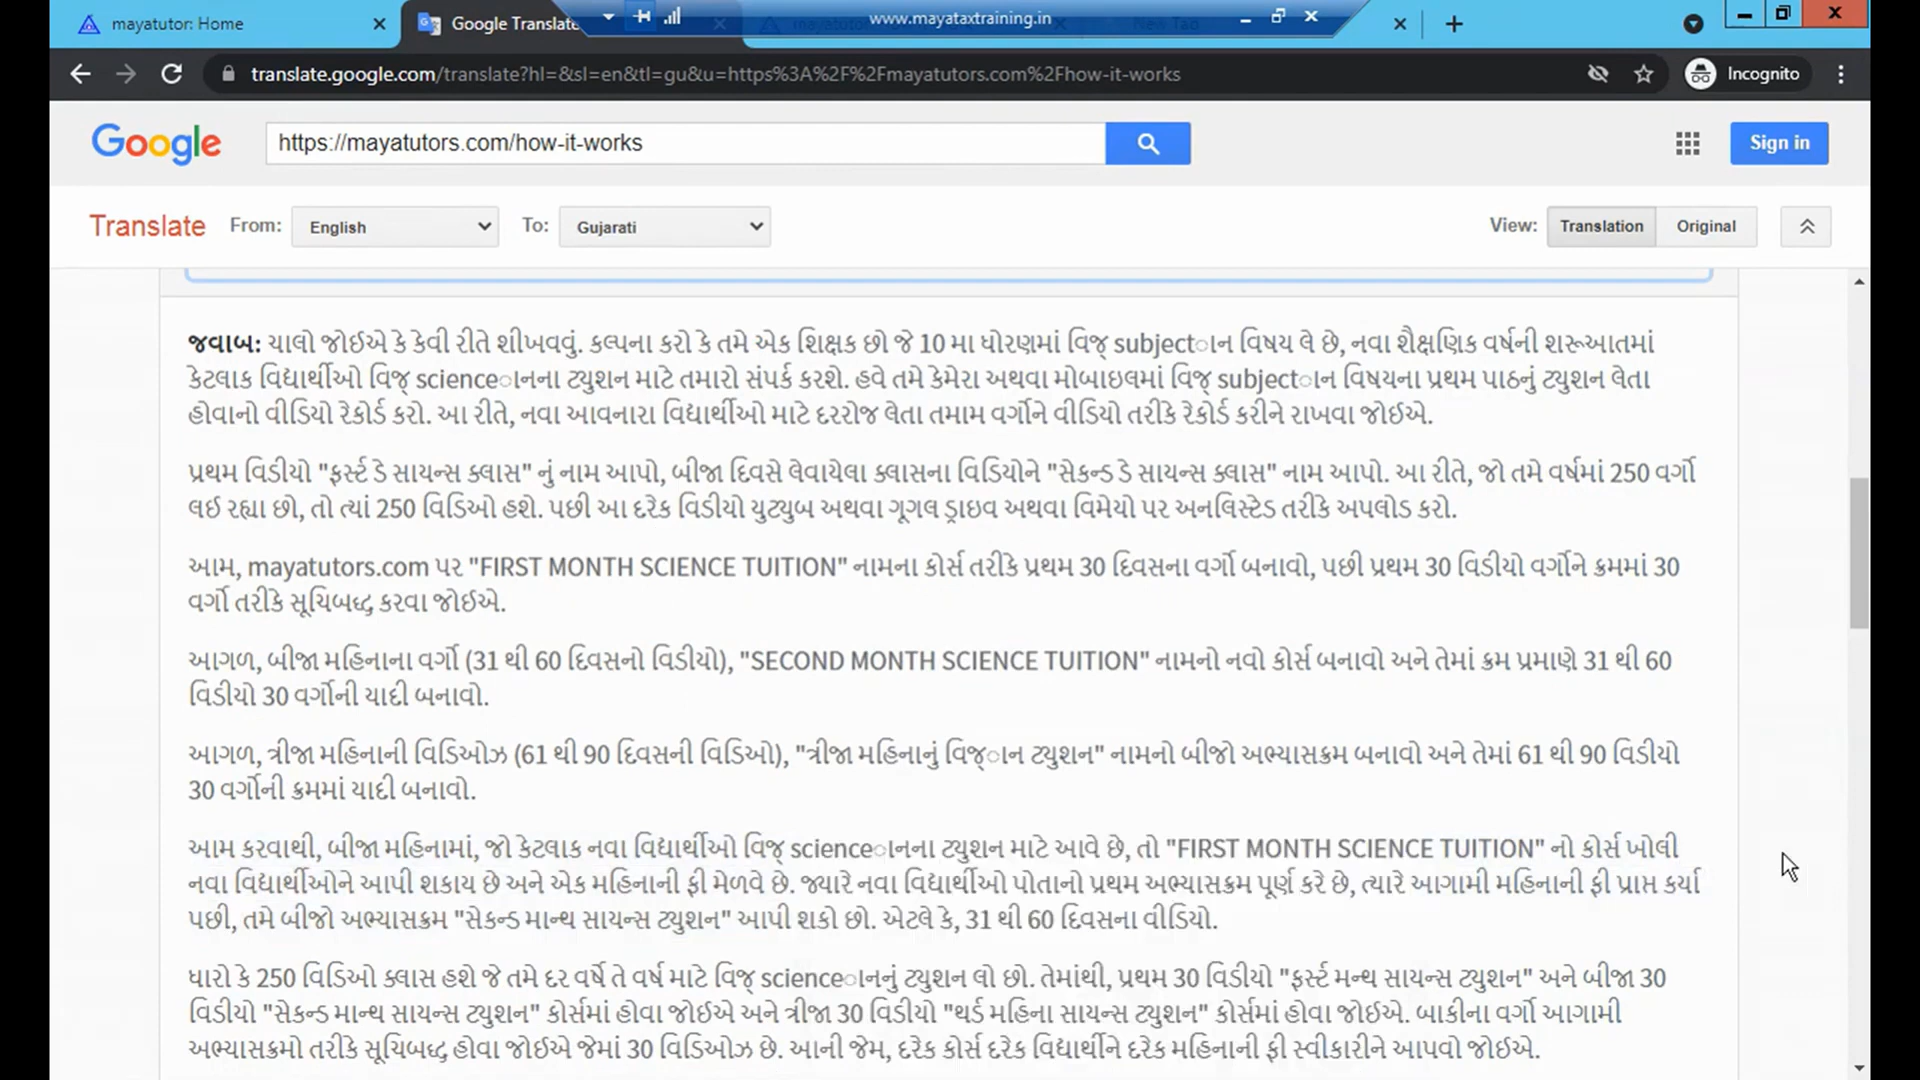 mayatutor: Home
Google Translate
www.mayataxtraining.in
translate.google.com/translate?hl=&sl=en&tl=gu&u=https%3A%2F%2Fmayatutors.com%2Fhow-it-works
Incognito
Google
https://mayatutors.com/how-it-works
Sign in
Translate From: English To: Gujarati View: Translation Original
જવાબ: ચાલો જોઈએ કે કેવી રીતે શીખવવું. કલ્પના કરો કે તમે એક શિક્ષક છો જે 10 મા ધોરણમાં વિજ્ subjectાન વિષય લે છે, નવા શૈક્ષણિક વર્ષની શરૂઆતમાં
કેટલાક વિદ્યાર્થીઓ વિજ્ scienceાનના ટ્યુશન માટે તમારો સંપર્ક કરશે. હવે તમે કેમેરા અથવા મોબાઇલમાં વિજ્ subjectાન વિષયના પ્રથમ પાઠનું ટ્યુશન લેતા
હોવાનો વીડિયો રેકોર્ડ કરો. આ રીતે, નવા આવનારા વિદ્યાર્થીઓ માટે દરરોજ લેતા તમામ વર્ગોને વીડિયો તરીકે રેકોર્ડ કરીને રાખવા જોઈએ.
પ્રથમ વિડીયો "ફર્સ્ટ ડે સાયન્સ ક્લાસ" નું નામ આપો, બીજા દિવસે લેવાયેલા ક્લાસના વિડિયોને "સેકન્ડ ડે સાયન્સ ક્લાસ" નામ આપો. આ રીતે, જો તમે વર્ષમાં 250 વર્ગો
લઈ રહ્યા છો, તો ત્યાં 250 વિડિઓ હશે. પછી આ દરેક વિડીયો યુટ્યુબ અથવા ગૂગલ ડ્રાઇવ અથવા વિમેયો પર અનલિસ્ટેડ તરીકે અપલોડ કરો.
આમ, mayatutors.com પર "FIRST MONTH SCIENCE TUITION" નામના કોર્સ તરીકે પ્રથમ 30 દિવસના વર્ગો બનાવો, પછી પ્રથમ 30 વિડીયો વર્ગોને ક્રમમાં 30
વર્ગો તરીકે સૂચિબદ્ધ કરવા જોઈએ.
આગળ, બીજા મહિનાના વર્ગો (31 થી 60 દિવસનો વિડીયો), "SECOND MONTH SCIENCE TUITION" નામનો નવો કોર્સ બનાવો અને તેમાં ક્રમ પ્રમાણે 31 થી 60
વિડીયો 30 વર્ગોની યાદી બનાવો.
આગળ, ત્રીજા મહિનાની વિડિઓઝ (61 થી 90 દિવસની વિડિઓ), "ત્રીજા મહિનાનું વિજ્ાન ટ્યુશન" નામનો બીજો અભ્યાસક્રમ બનાવો અને તેમાં 61 થી 90 વિડીયો
30 વર્ગોની ક્રમમાં યાદી બનાવો.
આમ કરવાથી, બીજા મહિનામાં, જો કેટલાક નવા વિદ્યાર્થીઓ વિજ્ scienceાનના ટ્યુશન માટે આવે છે, તો "FIRST MONTH SCIENCE TUITION" નો કોર્સ ખોલી
નવા વિદ્યાર્થીઓને આપી શકાય છે અને એક મહિનાની ફી મેળવે છે. જ્યારે નવા વિદ્યાર્થીઓ પોતાનો પ્રથમ અભ્યાસક્રમ પૂર્ણ કરે છે, ત્યારે આગામી મહિનાની ફી પ્રાપ્ત કર્યા
પછી, તમે બીજો અભ્યાસક્રમ "સેકન્ડ માન્થ સાયન્સ ટ્યુશન" આપી શકો છો. એટલે કે, 31 થી 60 દિવસના વીડિયો.
ધારો કે 250 વિડિઓ ક્લાસ હશે જે તમે દર વર્ષે તે વર્ષ માટે વિજ્ scienceાનનું ટ્યુશન લો છો. તેમાંથી, પ્રથમ 30 વિડીયો "ફર્સ્ટ મન્થ સાયન્સ ટ્યુશન" અને બીજા 30
વિડીયો "સેકન્ડ માન્થ સાયન્સ ટ્યુશન" કોર્સમાં હોવા જોઈએ અને ત્રીજા 30 વિડીયો "થર્ડ મહિના સાયન્સ ટ્યુશન" કોર્સમાં હોવા જોઈએ. બાકીના વર્ગો આગામી
અભ્યાસક્રમો તરીકે સૂચિબદ્ધ હોવા જોઈએ જેમાં 30 વિડિઓઝ છે. આની જેમ, દરેક કોર્સ દરેક વિદ્યાર્થીને દરેક મહિનાની ફી સ્વીકારીને આપવો જોઈએ.